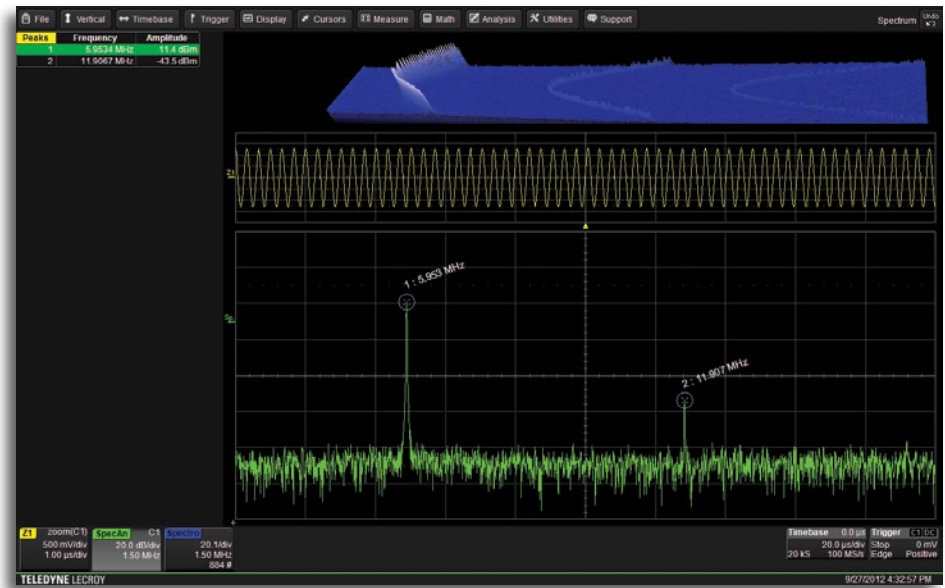 File Vertical Timebase Trigger Display Cursors Measure Math Analysis Utilities Support Spectrum Undo
Peaks Frequency Amplitude
1 5.9534 MHz 11.4 dBm
2 11.9067 MHz -43.5 dBm
Z1
1 : 5.953 MHz
Sp
2 : 11.907 MHz
Z1 zoom(C1) SpecAn C1 Spectro
500 mV/div 20.0 dB/div 20.1/div
1.00 µs/div 1.50 MHz 1.50 MHz
884 #
Timebase 0.0 µs Trigger C1 DC
20.0 µs/div Stop 0 mV
20 kS 100 MS/s Edge Positive
TELEDYNE LECROY 9/27/2012 4:32:57 PM